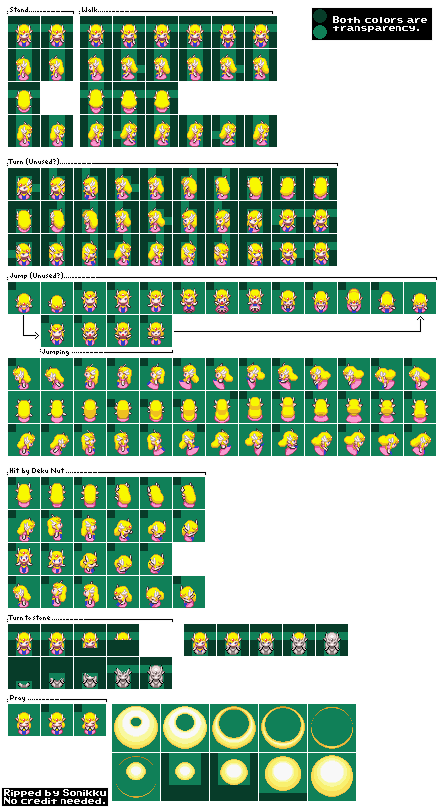 Stand
Walk
Both colors are
transparency.
Turn (Unused?)
Jump (Unused?)
Jumping
Hit by Deku Nut
Turn to stone
Pray
Ripped by Sonikku
No credit needed.